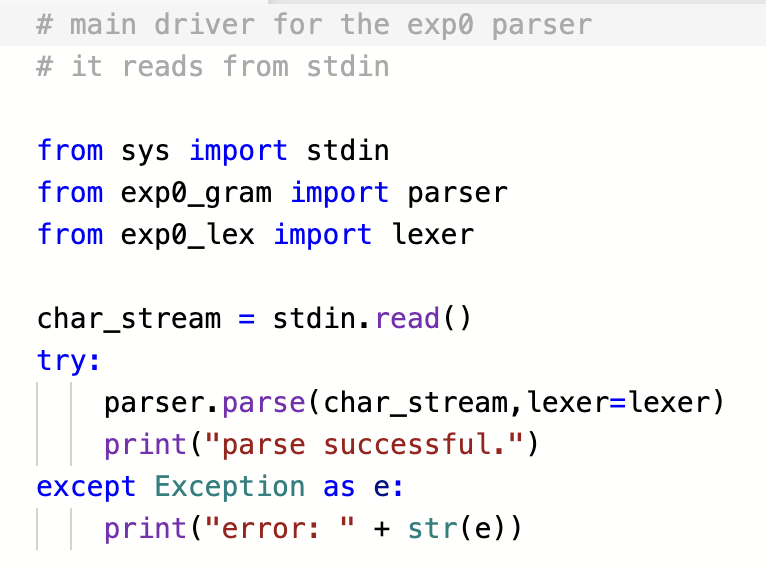 # main driver for the exp0 parser
# it reads from stdin
from sys import stdin
from exp0_gram import parser
from exp0_lex import lexer
char_stream = stdin.read()
try:
    parser.parse(char_stream,lexer=lexer)
    print("parse successful.")
except Exception as e:
    print("error: " + str(e))